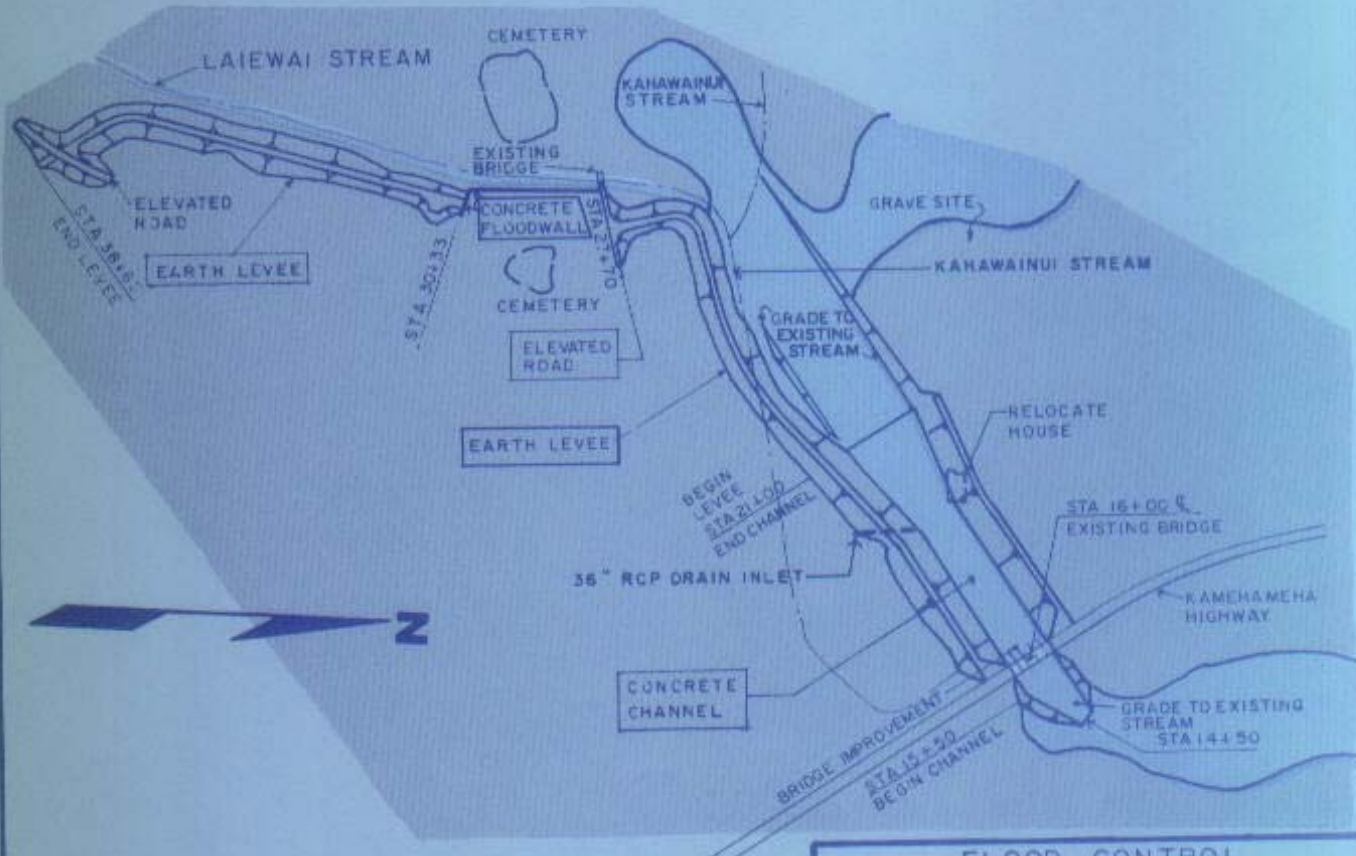 CEMETERY
LAIEWAI STREAM
KAHAWAINUI
STREAM
EXISTING
BRIDGE
ELEVATED
ROAD
CONCRETE
FLOODWALL
STA 21+70
GRAVE SITE
END LEVEE
EARTH LEVEE
STA 30+33
CEMETERY
KAHAWAINUI STREAM
GRADE TO
EXISTING
STREAM
ELEVATED
ROAD
RELOCATE
HOUSE
EARTH LEVEE
BEGIN
LEVEE
STA 21+00
END CHANNEL
STA 16+00 ℄
EXISTING BRIDGE
36" RCP DRAIN INLET
KAMEHAMEHA
HIGHWAY
N
CONCRETE
CHANNEL
GRADE TO EXISTING
STREAM
STA 14+50
BRIDGE IMPROVEMENT
STA 15+50
BEGIN CHANNEL
FLOOD CONTROL